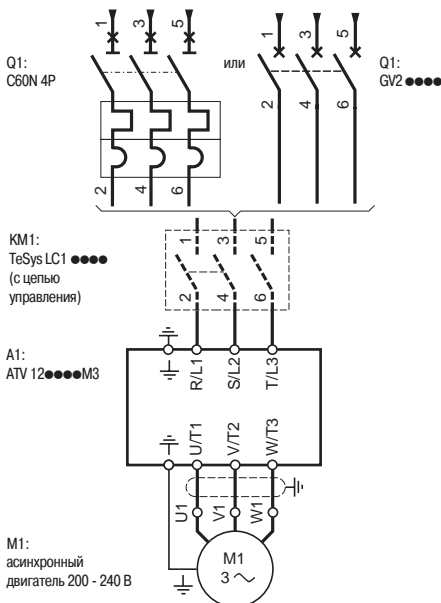 1 3 5
1 3 5
Q1:
C60N 4P
или
Q1:
GV2 ●●●●
2 4 6
2 4 6
KM1:
TeSys LC1 ●●●●
(с цепью
управления)
1 3 5
2 4 6
A1:
ATV 12●●●●M3
R/L1 S/L2 T/L3
U/T1 V/T2 W/T3
U1 V1 W1
M1:
асинхронный
двигатель 200 - 240 В
M1
3 ~